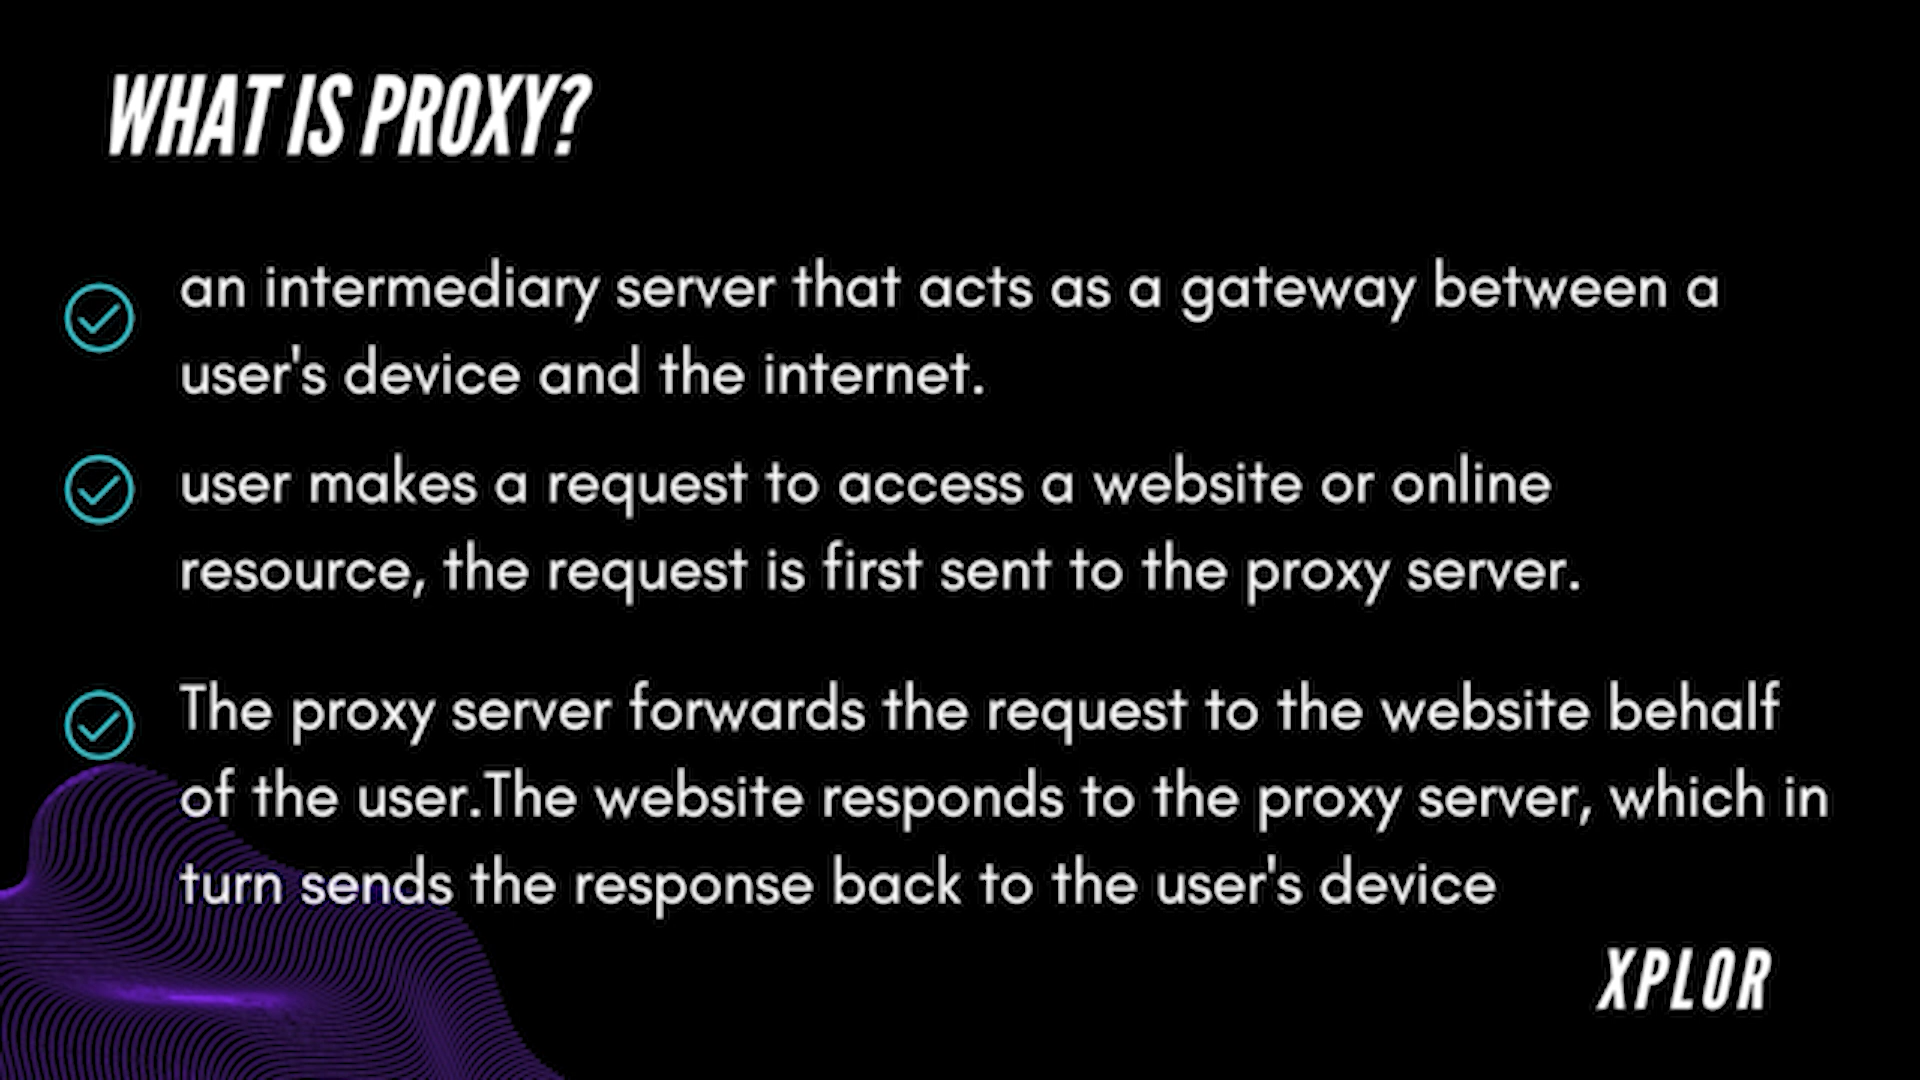 WHAT IS PROXY?
an intermediary server that acts as a gateway between a
user's device and the internet.
user makes a request to access a website or online
resource, the request is first sent to the proxy server.
The proxy server forwards the request to the website behalf
of the user.The website responds to the proxy server, which in
turn sends the response back to the user's device
XPLOR